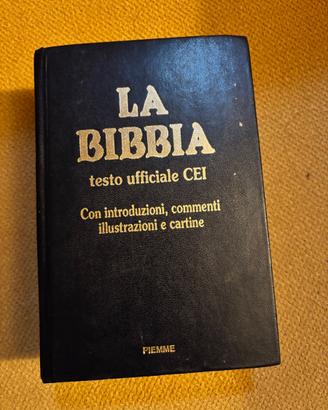 LA
BIBBIA
testo ufficiale CEI
Con introduzioni, commenti
illustrazioni e cartine
PIEMME